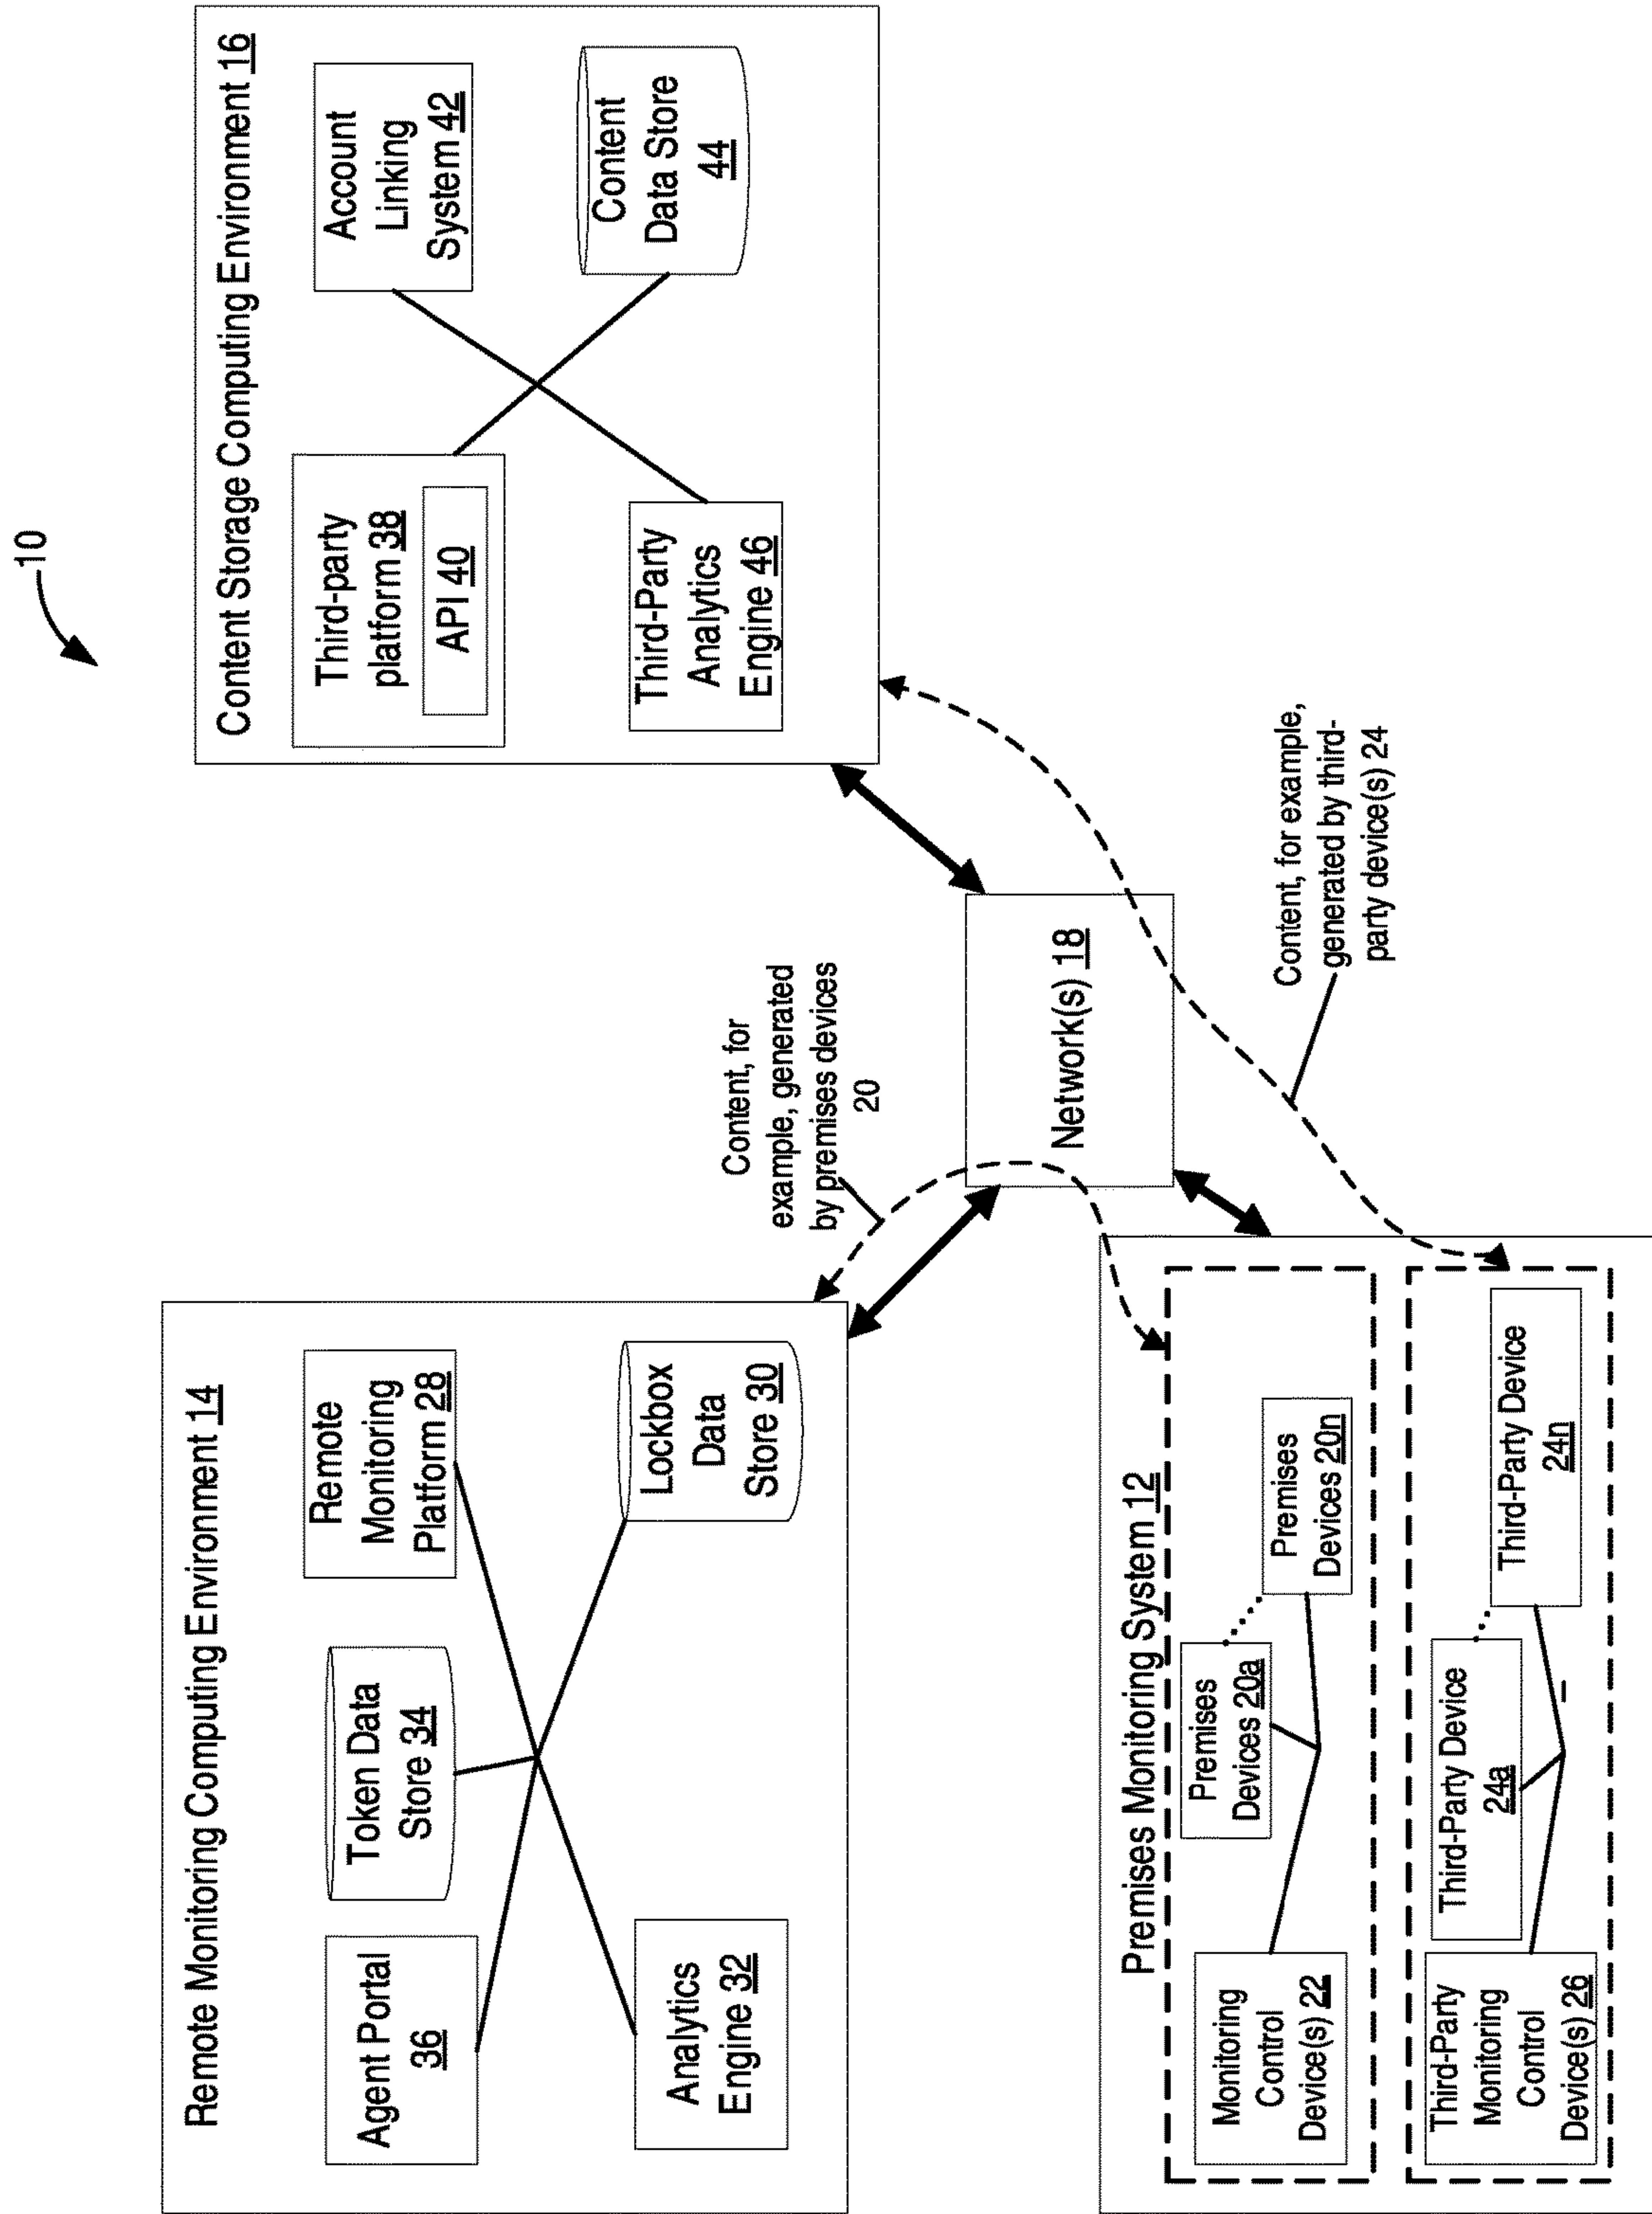 10
Remote Monitoring Computing Environment 14
Agent Portal
36
Token Data
Store 34
Remote
Monitoring
Platform 28
Analytics
Engine 32
Lockbox
Data
Store 30
Content Storage Computing Environment 16
Third-party
platform 38
API 40
Account
Linking
System 42
Third-Party
Analytics
Engine 46
Content
Data Store
44
Content, for
example, generated
by premises devices
20
Network(s) 18
Content, for example,
generated by third-
party device(s) 24
Premises Monitoring System 12
Monitoring
Control
Device(s) 22
Premises
Devices 20a
Premises
Devices 20n
Third-Party
Monitoring
Control
Device(s) 26
Third-Party Device
24a
Third-Party Device
24n